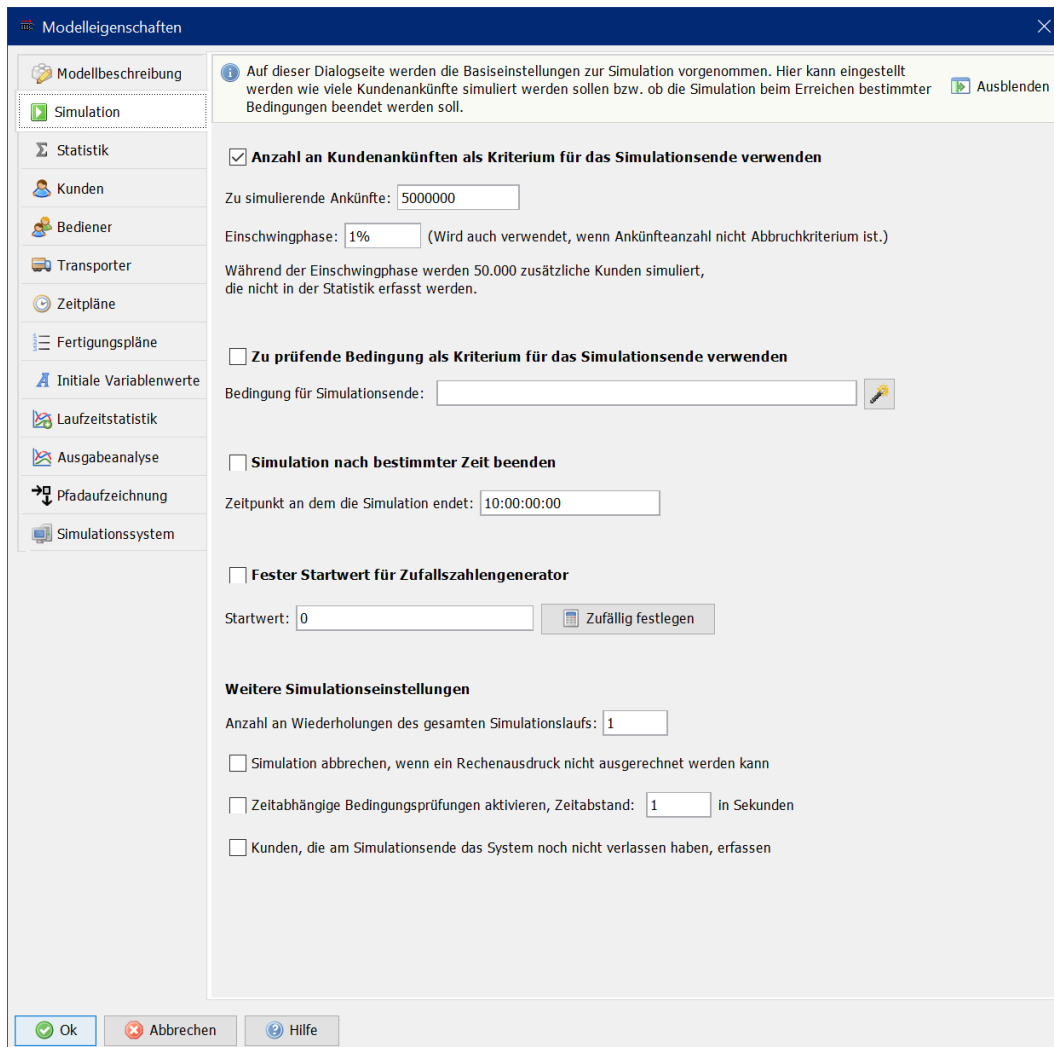 Modelleigenschaften
Modellbeschreibung
Simulation
Statistik
Kunden
Bediener
Transporter
Zeitpläne
Fertigungspläne
Initiale Variablenwerte
Laufzeitstatistik
Ausgabeanalyse
Pfadaufzeichnung
Simulationssystem
Auf dieser Dialogseite werden die Basiseinstellungen zur Simulation vorgenommen. Hier kann eingestellt
werden wie viele Kundenankünfte simuliert werden sollen bzw. ob die Simulation beim Erreichen bestimmter
Bedingungen beendet werden soll.
Ausblenden
Anzahl an Kundenankünften als Kriterium für das Simulationsende verwenden
Zu simulierende Ankünfte: 5000000
Einschwingphase: 1% (Wird auch verwendet, wenn Ankünfteanzahl nicht Abbruchkriterium ist.)
Während der Einschwingphase werden 50.000 zusätzliche Kunden simuliert,
die nicht in der Statistik erfasst werden.
Zu prüfende Bedingung als Kriterium für das Simulationsende verwenden
Bedingung für Simulationsende:
Simulation nach bestimmter Zeit beenden
Zeitpunkt an dem die Simulation endet: 10:00:00:00
Fester Startwert für Zufallszahlengenerator
Startwert: 0 Zufällig festlegen
Weitere Simulationseinstellungen
Anzahl an Wiederholungen des gesamten Simulationslaufs: 1
Simulation abbrechen, wenn ein Rechenausdruck nicht ausgerechnet werden kann
Zeitabhängige Bedingungsprüfungen aktivieren, Zeitabstand: 1 in Sekunden
Kunden, die am Simulationsende das System noch nicht verlassen haben, erfassen
Ok Abbrechen Hilfe